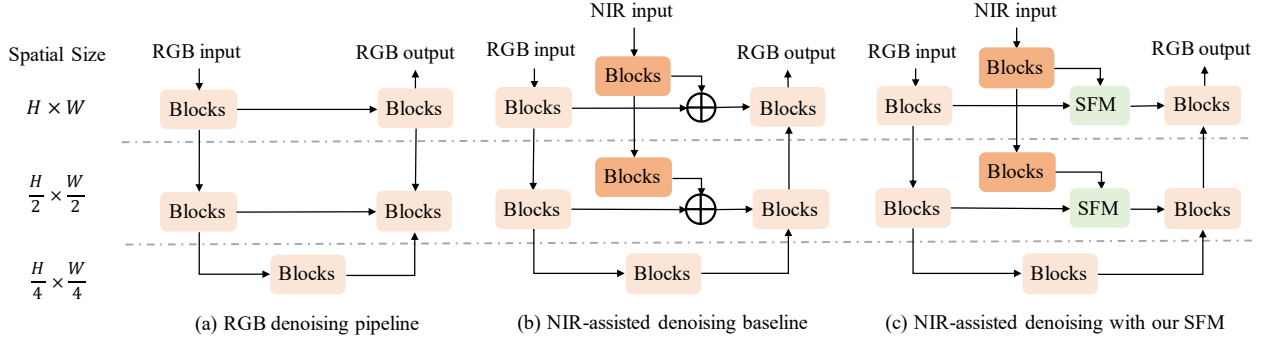 NIR input
NIR input
Spatial Size
RGB input
RGB output
RGB input
RGB output
RGB input
RGB output
Blocks
Blocks
H × W
Blocks
Blocks
Blocks
Blocks
Blocks
SFM
Blocks
Blocks
Blocks
H/2 × W/2
Blocks
Blocks
Blocks
Blocks
Blocks
SFM
Blocks
H/4 × W/4
Blocks
Blocks
Blocks
(a) RGB denoising pipeline
(b) NIR-assisted denoising baseline
(c) NIR-assisted denoising with our SFM